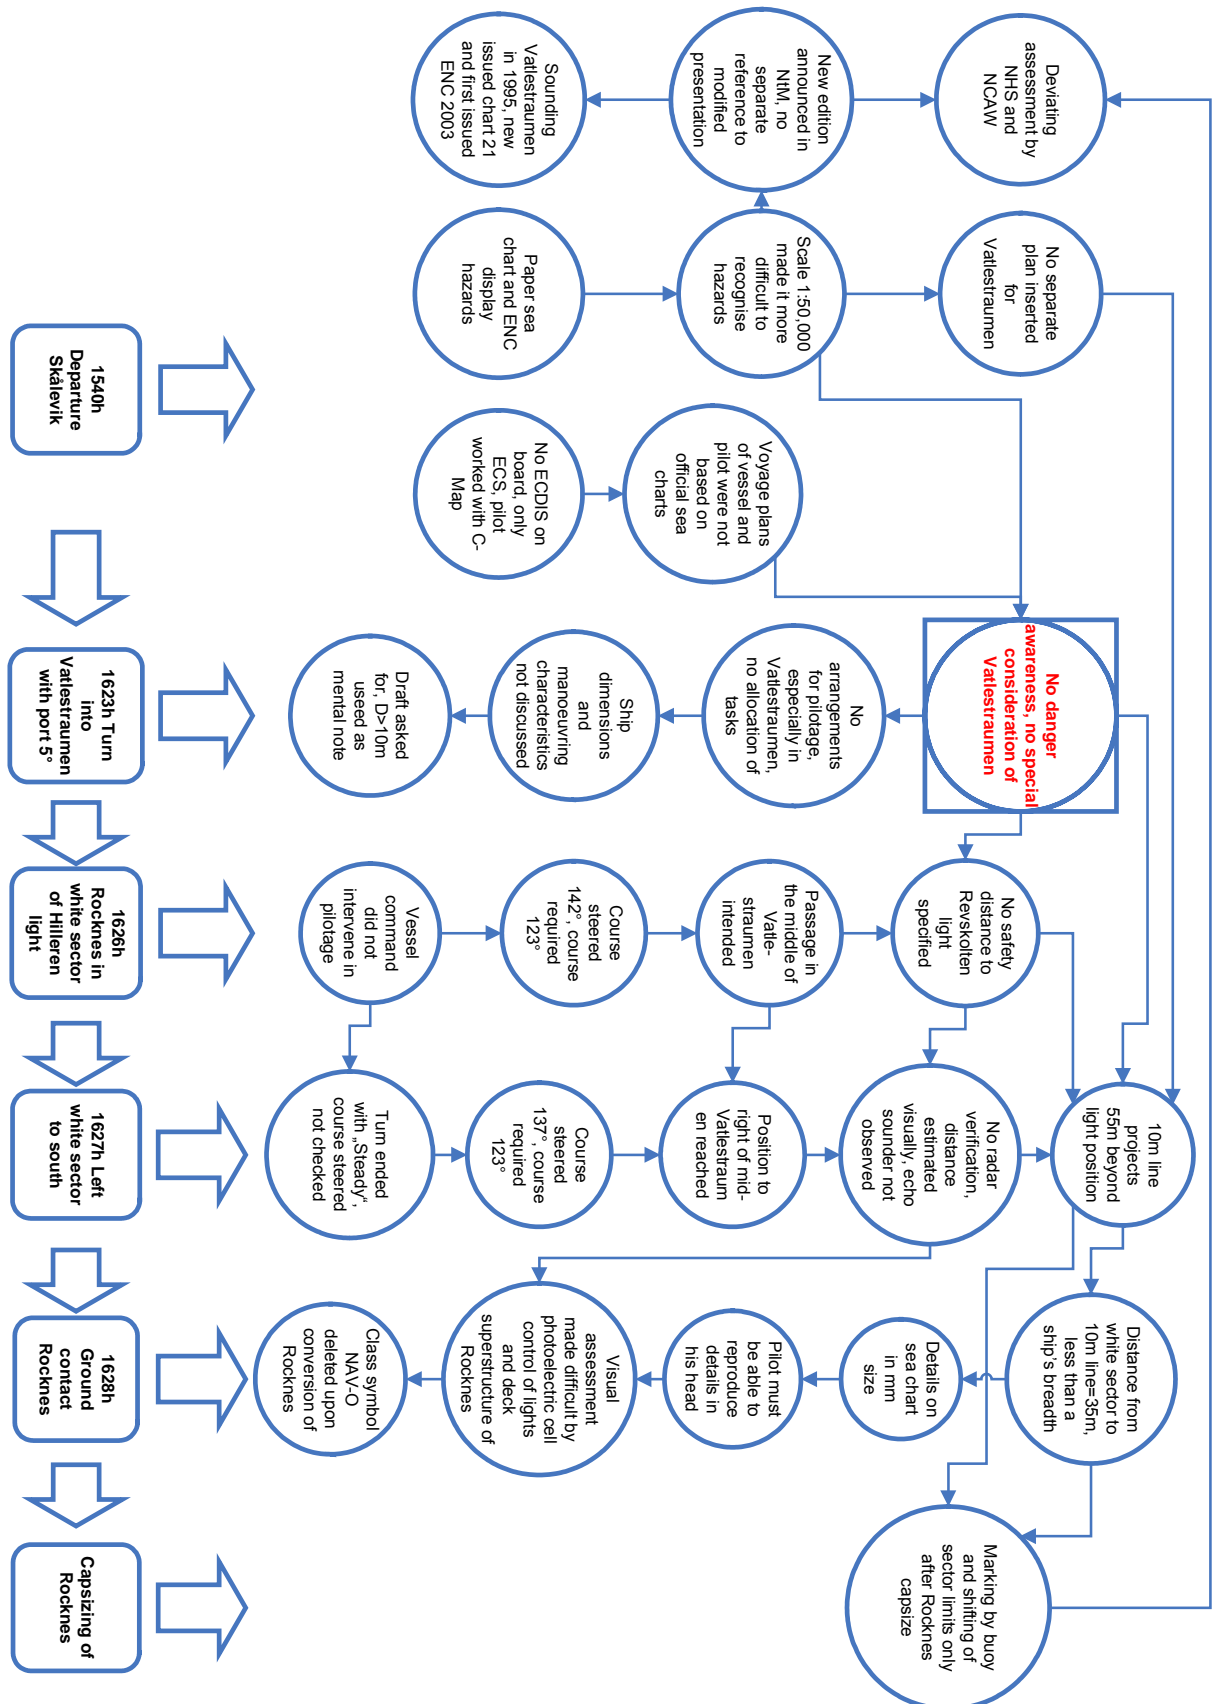 Deviating
assessment by
NHS and
NCAW
New edition
announced in
NtM, no
separate
reference to
modified
presentation
Sounding
Vatlestraumen
in 1995, new
issued chart 21
and first issued
ENC 2003
No separate
plan inserted
for
Vatlestraumen
Scale 1:50,000
made it more
difficult to
recognise
hazards
Paper sea
chart and ENC
display
hazards
1540h
Departure
Skålevik
Voyage plans
of vessel and
pilot were not
based on
official sea
charts
No ECDIS on
board, only
ECS, pilot
worked with C-
Map
No danger
awareness, no special
consideration of
Vatlestraumen
No
arrangements
for pilotage,
especially in
Vatlestraumen,
no allocation of
tasks
Ship
dimensions
and
manoeuvring
characteristics
not discussed
Draft asked
for, D>10m
useed as
mental note
1623h Turn
into
Vatlestraumen
with port 5°
No safety
distance to
Revskolten
light
specified
Passage in
the middle of
Vatle-
straumen
intended
Course
steered
142°, course
required
123°
Vessel
command
did not
intervene in
pilotage
1626h
Rocknes in
white sector
of Hilleren
light
10m line
projects
55m beyond
light position
No radar
verification,
distance
estimated
visually, echo
sounder not
observed
Position to
right of mid-
Vatlestraum
en reached
Course
steered
137°, course
required
123°
Turn ended
with „Steady“,
course steered
not checked
1627h Left
white sector
to south
Distance from
white sector to
10m line=35m,
less than a
ship's breadth
Details on
sea chart
in mm
size
Pilot must
be able to
reproduce
details in
his head
Visual
assessment
made difficult by
photoelectric cell
control of lights
and deck
superstructure of
Rocknes
Class symbol
NAV-O
deleted upon
conversion of
Rocknes
1628h
Ground
contact
Rocknes
Marking by buoy
and shifting of
sector limits only
after Rocknes
capsize
Capsizing of
Rocknes